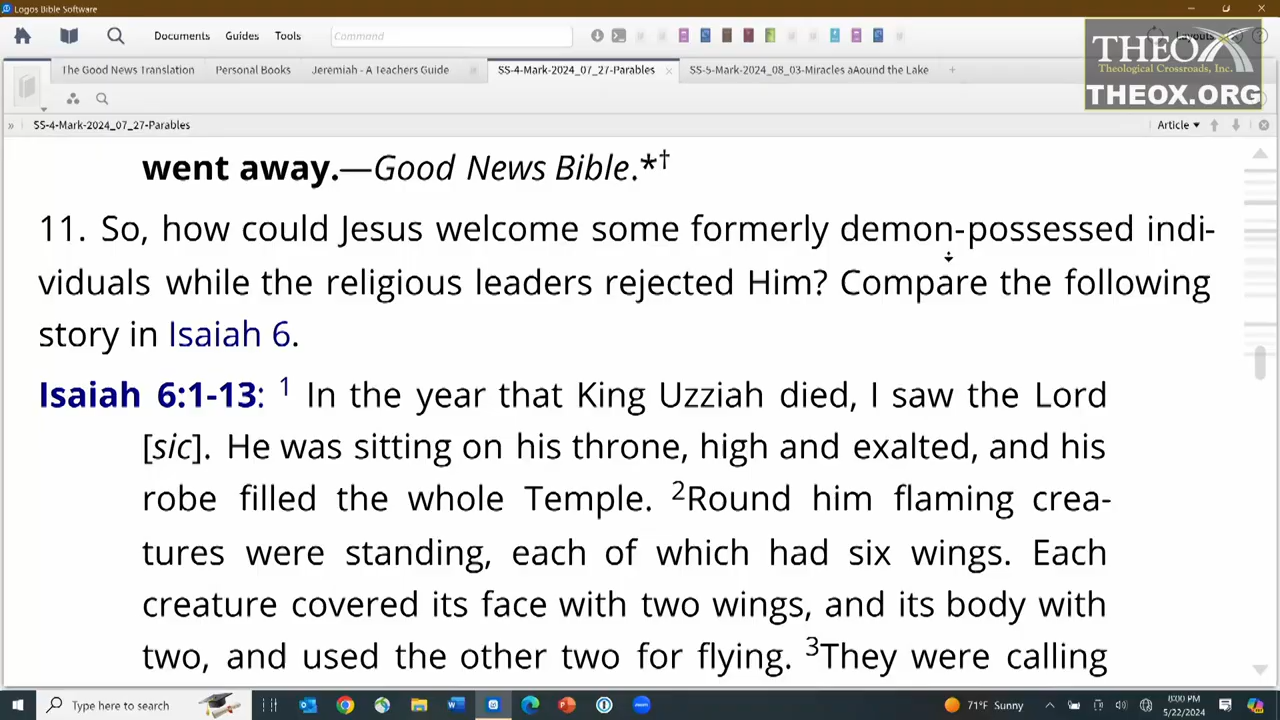 Logos Bible Software
Documents Guides Tools Command Layouts
THEOX
Theological Crossroads, Inc.
THEOX.ORG
The Good News Translation Personal Books Jeremiah - A Teachers SS-4-Mark-2024_07_27-Parables SS-5-Mark-2024_08_03-Miracles aAound the Lake
SS-4-Mark-2024_07_27-Parables Article
went away.—Good News Bible.*†
11. So, how could Jesus welcome some formerly demon-possessed indi-
viduals while the religious leaders rejected Him? Compare the following
story in Isaiah 6.
Isaiah 6:1-13: 1 In the year that King Uzziah died, I saw the Lord
[sic]. He was sitting on his throne, high and exalted, and his
robe filled the whole Temple. 2Round him flaming crea-
tures were standing, each of which had six wings. Each
creature covered its face with two wings, and its body with
two, and used the other two for flying. 3They were calling
Type here to search
71°F Sunny
8:00 PM
5/22/2024
THEOX.ORG